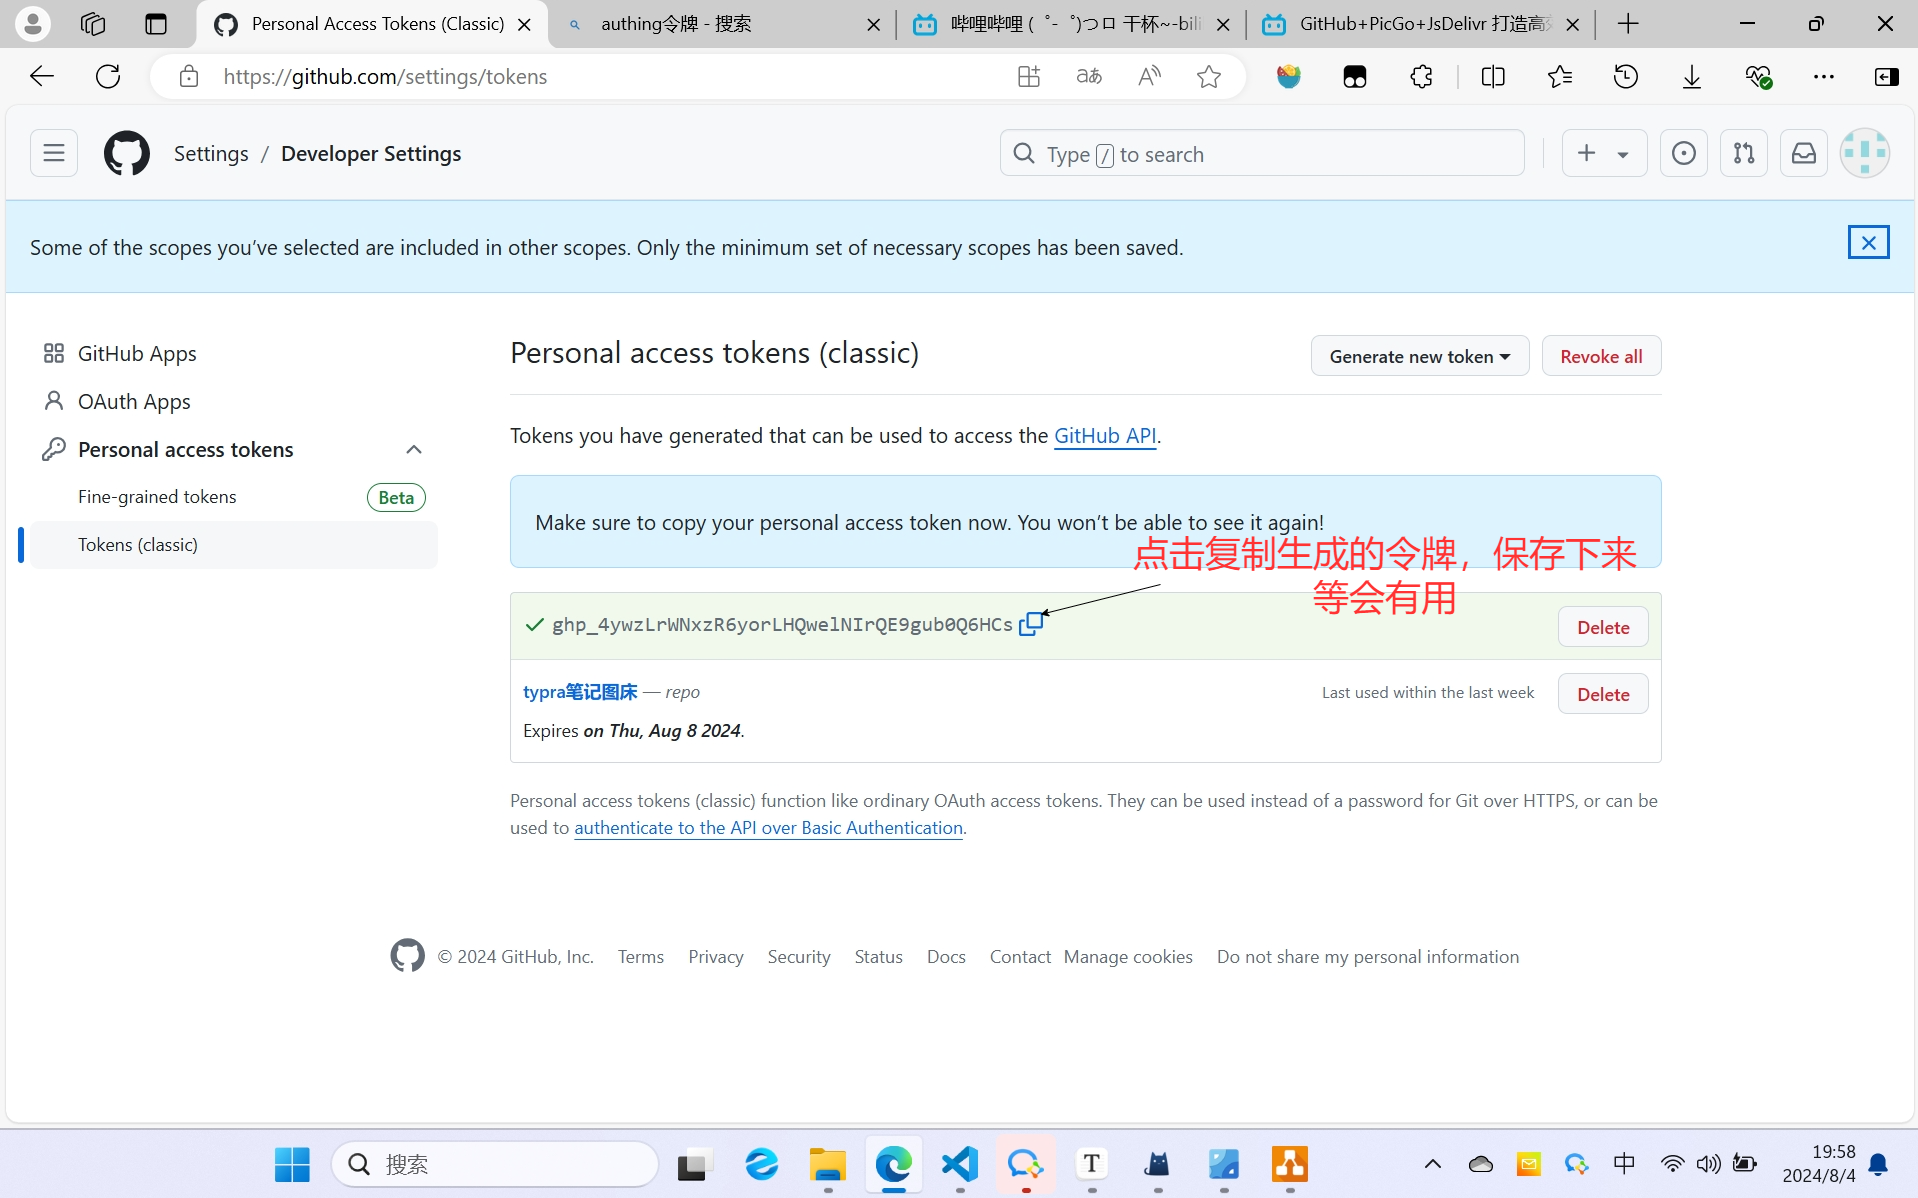 Personal Access Tokens (Classic)
authing令牌 - 搜索
哔哩哔哩 (゜-゜)つロ 干杯~-bili
GitHub+PicGo+JsDelivr 打造高效
https://github.com/settings/tokens
Settings / Developer Settings
Type / to search
Some of the scopes you’ve selected are included in other scopes. Only the minimum set of necessary scopes has been saved.
GitHub Apps
OAuth Apps
Personal access tokens
Fine-grained tokens Beta
Tokens (classic)
Personal access tokens (classic)
Generate new token
Revoke all
Tokens you have generated that can be used to access the GitHub API.
Make sure to copy your personal access token now. You won’t be able to see it again!
点击复制生成的令牌，保存下来
等会有用
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
Delete
typra笔记图床 — repo
Last used within the last week
Delete
Expires on Thu, Aug 8 2024.
Personal access tokens (classic) function like ordinary OAuth access tokens. They can be used instead of a password for Git over HTTPS, or can be
used to authenticate to the API over Basic Authentication.
© 2024 GitHub, Inc. Terms Privacy Security Status Docs Contact Manage cookies Do not share my personal information
搜索
中
19:58
2024/8/4